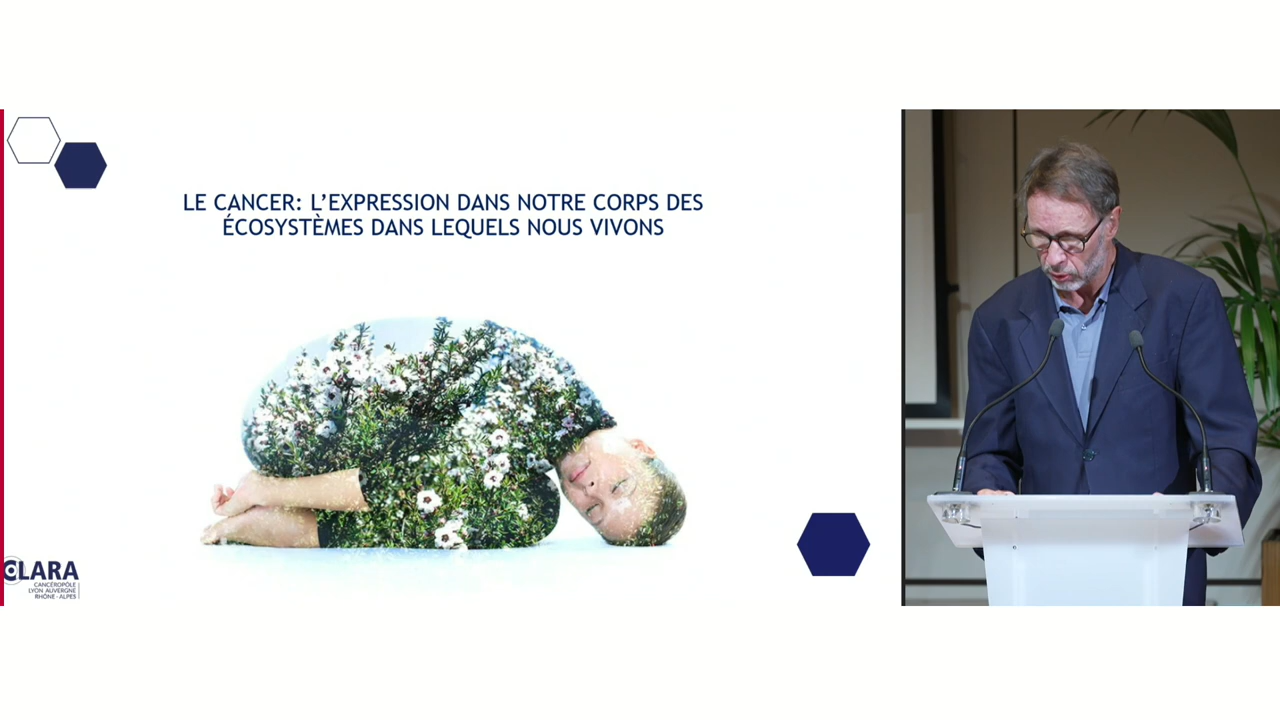 LE CANCER: L'EXPRESSION DANS NOTRE CORPS DES
ÉCOSYSTÈMES DANS LEQUELS NOUS VIVONS
CLARA
CANCÉROPÔLE
LYON AUVERGNE
RHÔNE-ALPES